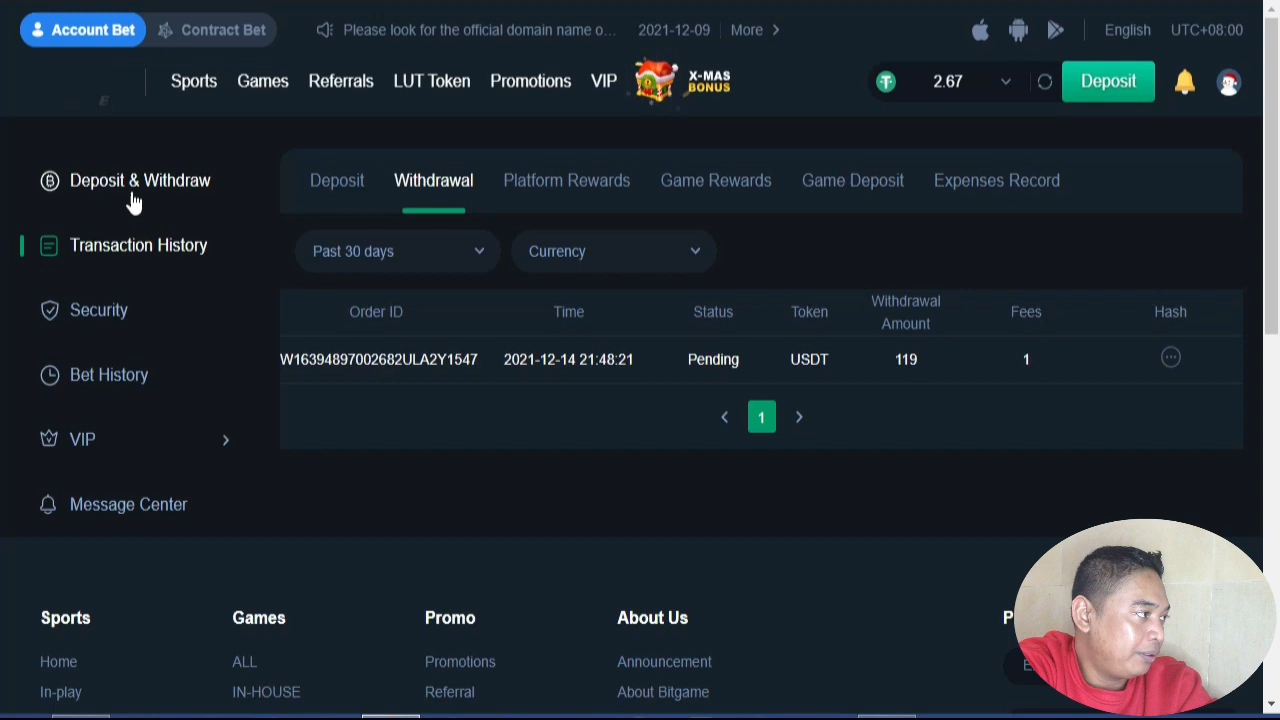 Account Bet Contract Bet Please look for the official domain name o... 2021-12-09 More English UTC+08:00
Sports Games Referrals LUT Token Promotions VIP X-MAS BONUS 2.67 Deposit
Deposit & Withdraw
Transaction History
Security
Bet History
VIP
Message Center
Deposit Withdrawal Platform Rewards Game Rewards Game Deposit Expenses Record
Past 30 days Currency
Order ID Time Status Token Withdrawal Amount Fees Hash
W16394897002682ULA2Y1547 2021-12-14 21:48:21 Pending USDT 119 1
1
Sports Games Promo About Us
Home ALL Promotions Announcement
In-play IN-HOUSE Referral About Bitgame